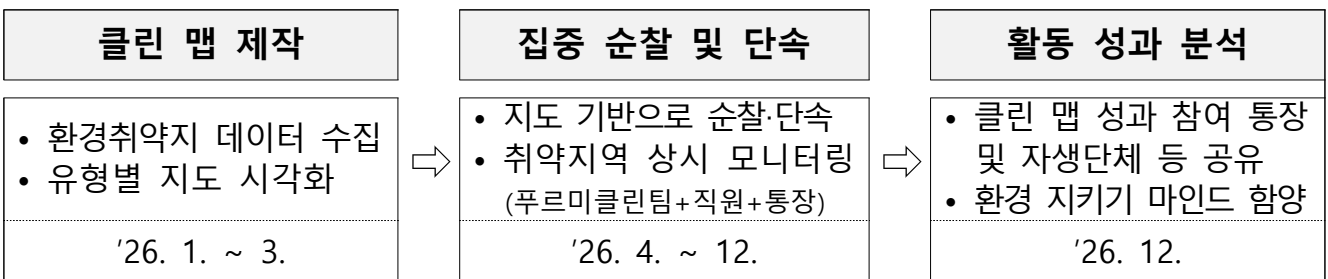 클린 맵 제작
• 환경취약지 데이터 수집
• 유형별 지도 시각화
'26. 1. ~ 3.
⇨
집중 순찰 및 단속
• 지도 기반으로 순찰·단속
• 취약지역 상시 모니터링
(푸르미클린팀+직원+통장)
'26. 4. ~ 12.
⇨
활동 성과 분석
• 클린 맵 성과 참여 통장
및 자생단체 등 공유
• 환경 지키기 마인드 함양
'26. 12.